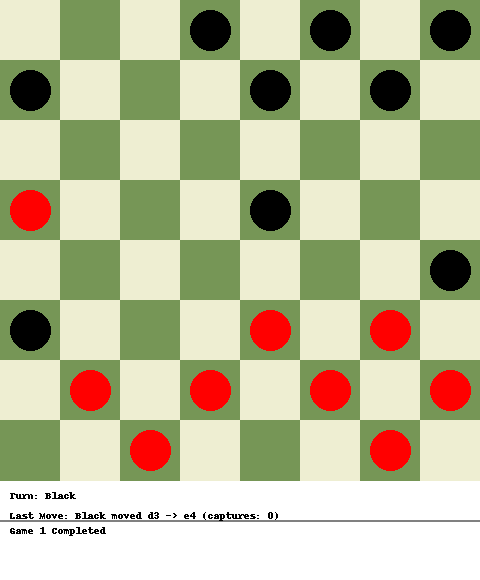 Turn: Black
Last Move: Black moved d3 -> e4 (captures: 0)
Game 1 Completed